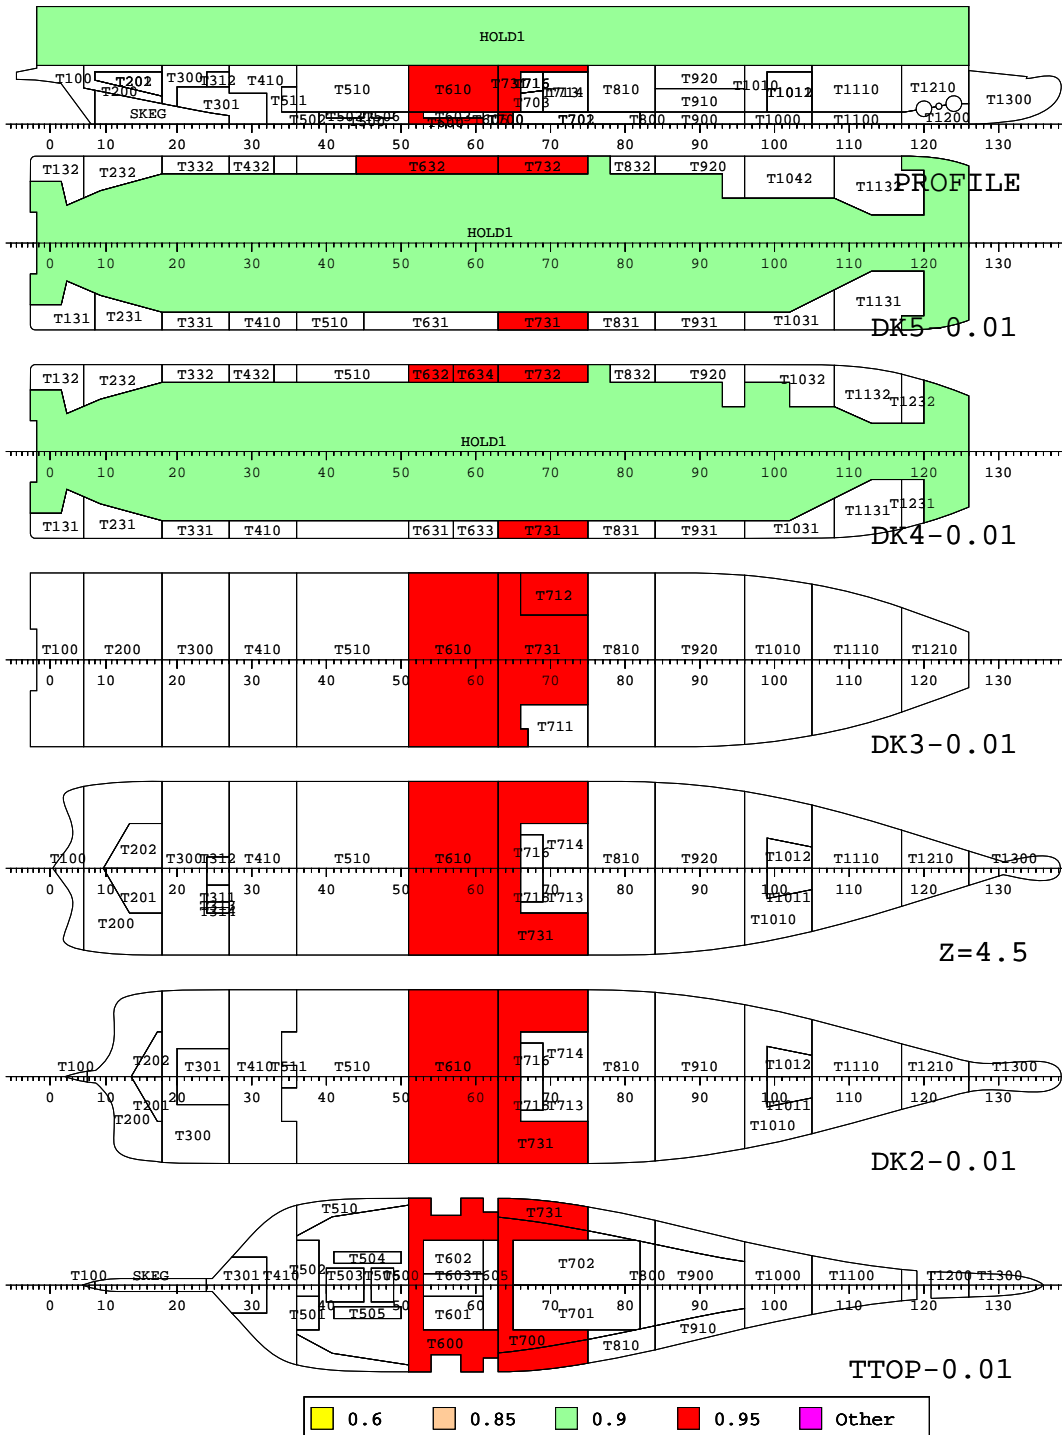 HOLD1
T100 T201 T300 T312 T410 T716 T920 T1210
T200 T511 T510 T610 T714 T810 T1010 T1012 T1110 T1300
T301 T703 T910
SKEG T1200
T502 T506 T603 T700 T702 T800 T900 T1000 T1100
0 10 20 30 40 50 60 70 80 90 100 110 120 130
PROFILE
T132 T232 T332 T432 T632 T732 T832 T920 T1042 T1132
HOLD1
0 10 20 30 40 50 60 70 80 90 100 110 120 130
T131 T231 T331 T410 T510 T631 T731 T831 T931 T1031 T1131
DK5-0.01
T132 T232 T332 T432 T510 T632 T634 T732 T832 T920 T1032 T1132 T1232
HOLD1
0 10 20 30 40 50 60 70 80 90 100 110 120 130
T131 T231 T331 T410 T631 T633 T731 T831 T931 T1031 T1131 T1231
DK4-0.01
T712
T100 T200 T300 T410 T510 T610 T731 T810 T920 T1010 T1110 T1210
0 10 20 30 40 50 60 70 80 90 100 110 120 130
T711
DK3-0.01
T202 T716 T714
T100 T300 T312 T410 T510 T610 T810 T920 T1012 T1110 T1210 T1300
0 10 20 30 40 50 60 70 80 90 100 110 120 130
T201 T311 T713 T1011
T200 T314 T731 T1010
Z=4.5
T202 T716 T714
T100 T301 T410 T511 T510 T610 T810 T910 T1012 T1110 T1210 T1300
0 10 20 30 40 50 60 70 80 90 100 110 120 130
T201 T713 T1011
T200 T300 T731 T1010
DK2-0.01
T510 T731
T504 T602 T702
T100 SKEG T301 T410 T502 T503 T500 T603 T605 T800 T900 T1000 T1100 T1200 T1300
0 10 20 30 40 50 60 70 80 90 100 110 120 130
T501 T505 T601 T701 T910
T600 T700 T810
TTOP-0.01
0.6 0.85 0.9 0.95 Other